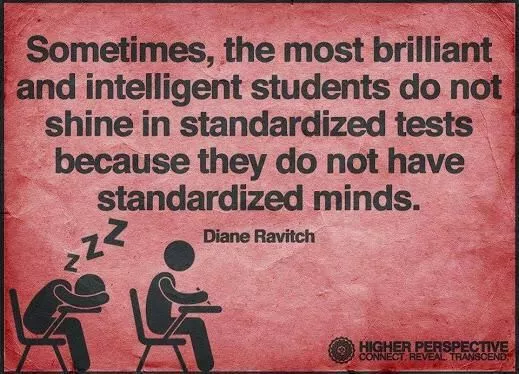 Sometimes, the most brilliant
and intelligent students do not
shine in standardized tests
because they do not have
standardized minds.
Diane Ravitch
zzZ
HIGHER PERSPECTIVE
CONNECT. REVEAL. TRANSCEND.